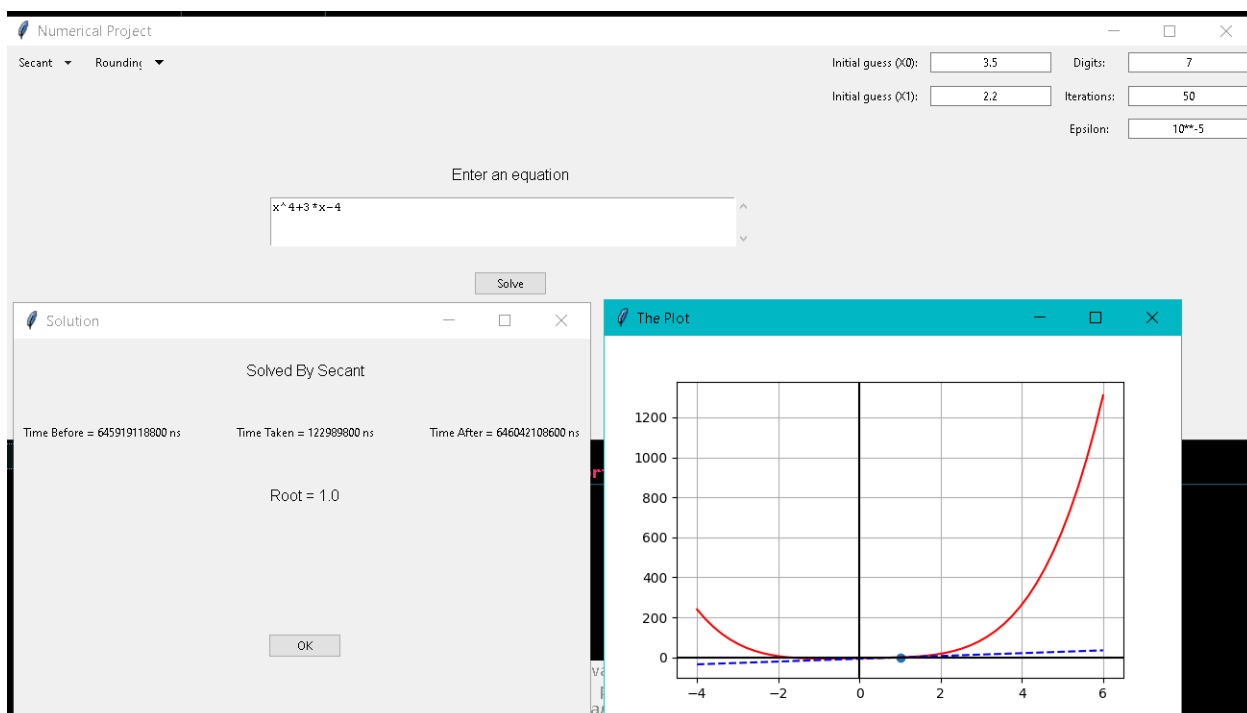 Numerical Project
Secant Rounding Initial guess (X0): 3.5 Digits: 7
Initial guess (X1): 2.2 Iterations: 50
Epsilon: 10**-5
Enter an equation
x^4+3*x-4
Solve
Solution
Solved By Secant
Time Before = 645919118800 ns Time Taken = 122989800 ns Time After = 646042108600 ns
Root = 1.0
OK
The Plot
1200
1000
800
600
400
200
0
−4 −2 0 2 4 6